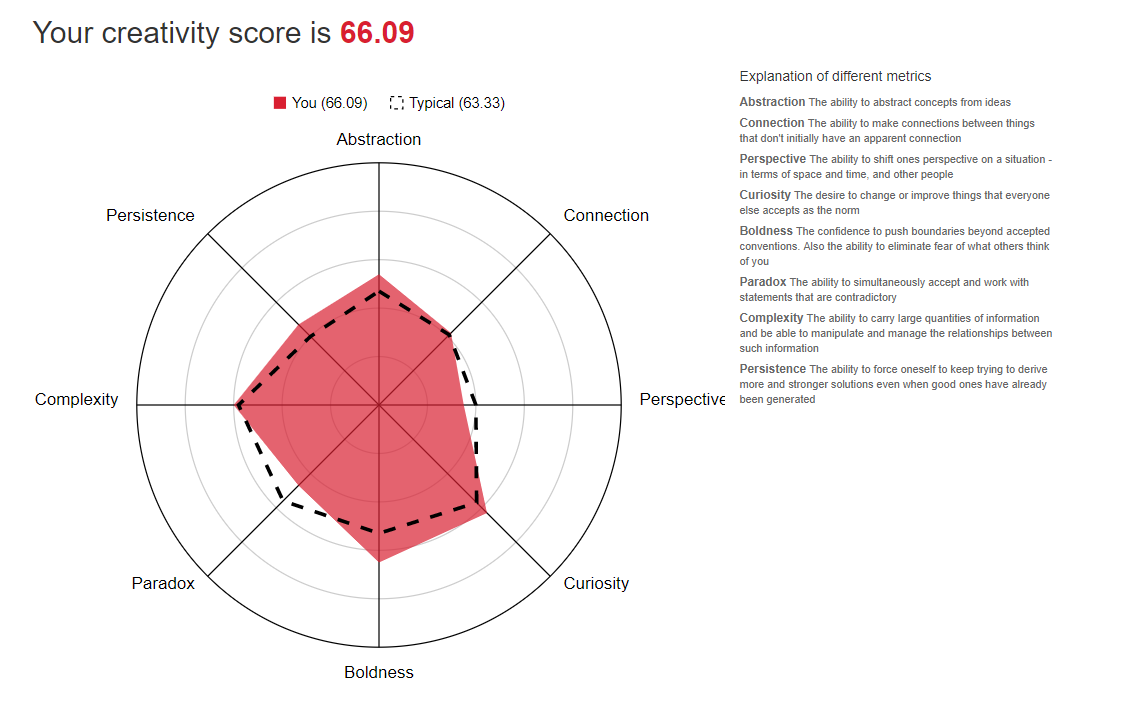 Your creativity score is 66.09
You (66.09) Typical (63.33)
Abstraction
Persistence
Connection
Complexity
Perspective
Paradox
Curiosity
Boldness
Explanation of different metrics
Abstraction The ability to abstract concepts from ideas
Connection The ability to make connections between things
that don't initially have an apparent connection
Perspective The ability to shift ones perspective on a situation -
in terms of space and time, and other people
Curiosity The desire to change or improve things that everyone
else accepts as the norm
Boldness The confidence to push boundaries beyond accepted
conventions. Also the ability to eliminate fear of what others think
of you
Paradox The ability to simultaneously accept and work with
statements that are contradictory
Complexity The ability to carry large quantities of information
and be able to manipulate and manage the relationships between
such information
Persistence The ability to force oneself to keep trying to derive
more and stronger solutions even when good ones have already
been generated